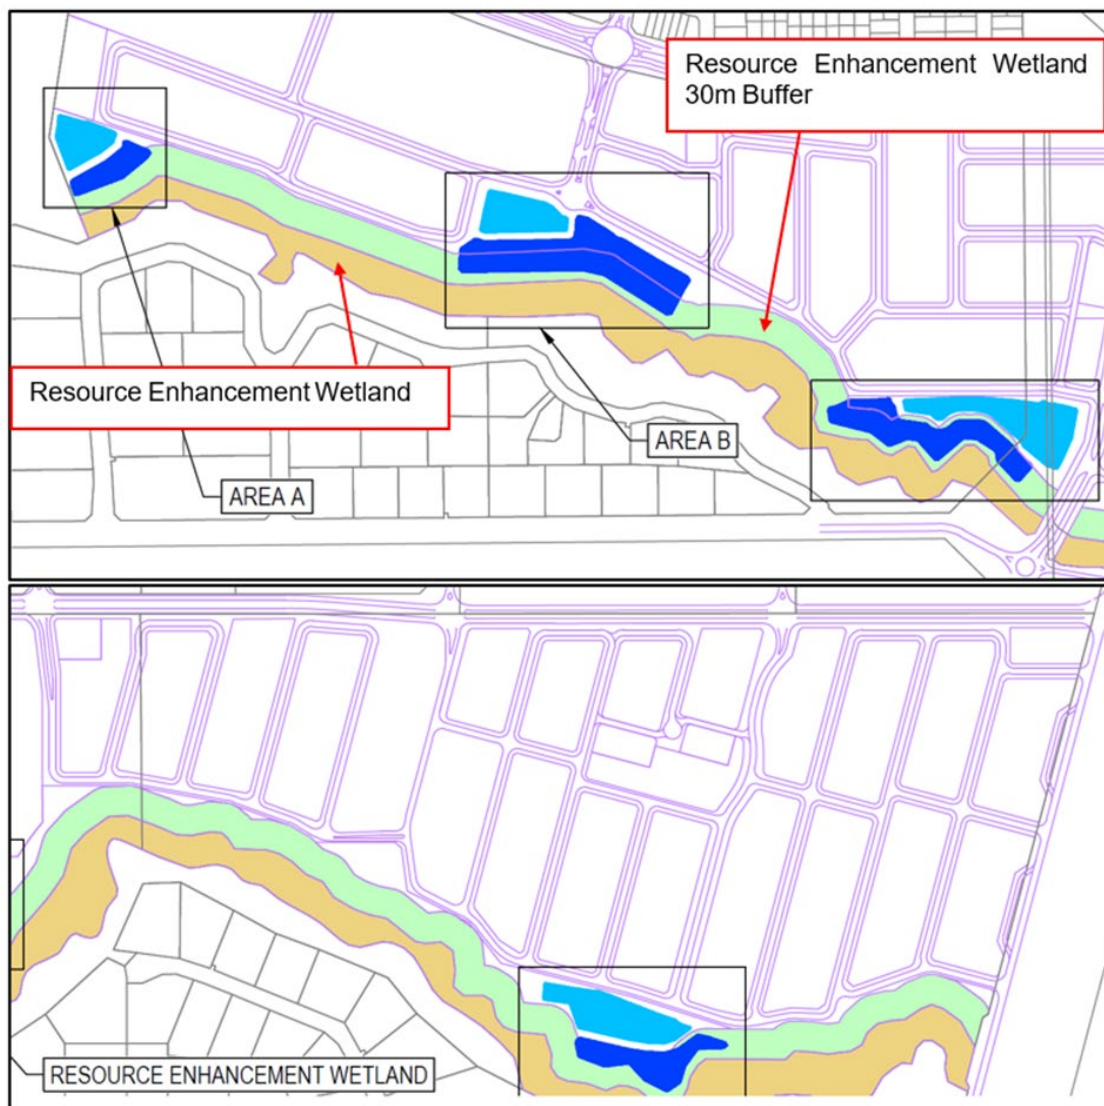 Resource Enhancement Wetland
30m Buffer
Resource Enhancement Wetland
AREA B
AREA A
RESOURCE ENHANCEMENT WETLAND